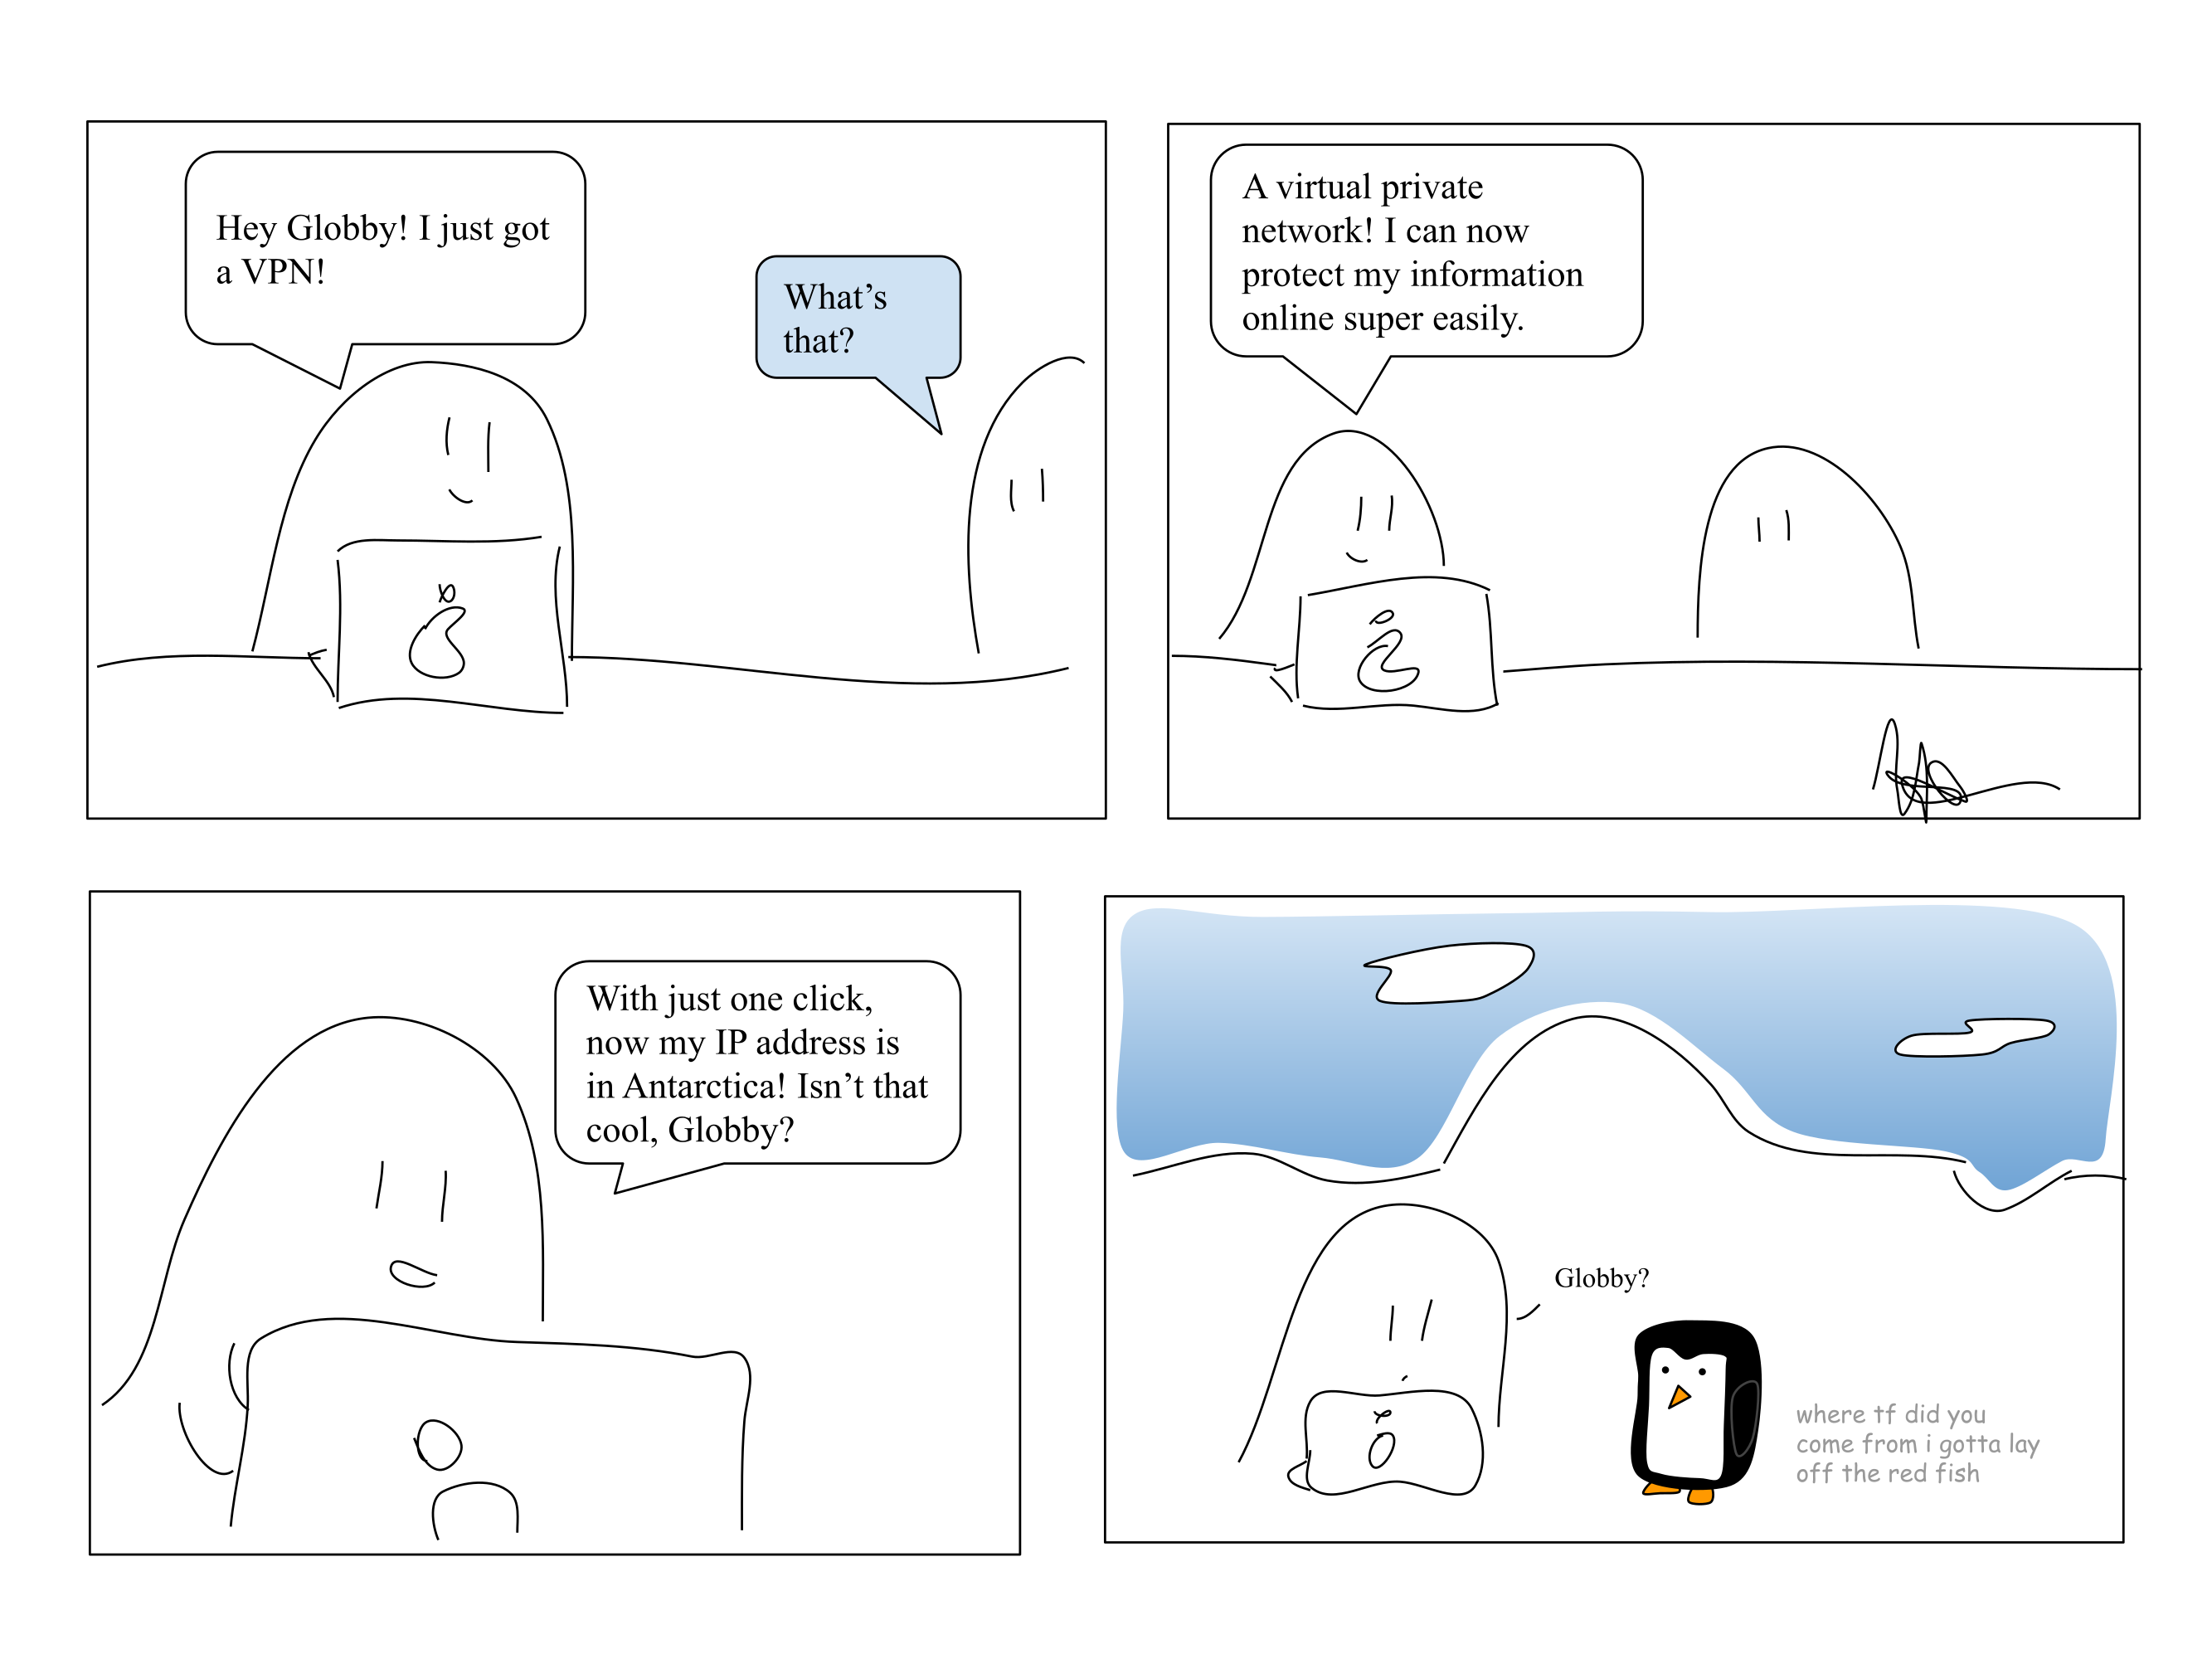 Hey Globby! I just got
a VPN!
What’s
that?
A virtual private
network! I can now
protect my information
online super easily.
With just one click,
now my IP address is
in Antarctica! Isn’t that
cool, Globby?
Globby?
where tf did you
come from i gotta lay
off the red fish